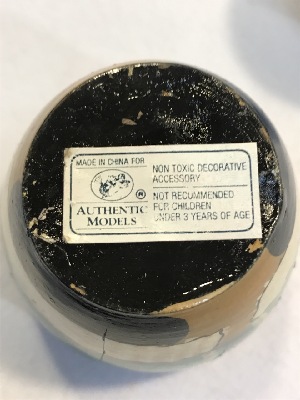 MADE IN CHINA FOR
®
AUTHENTIC
MODELS
NON TOXIC DECORATIVE
ACCESSORY
NOT RECOMMENDED
FOR CHILDREN
UNDER 3 YEARS OF AGE